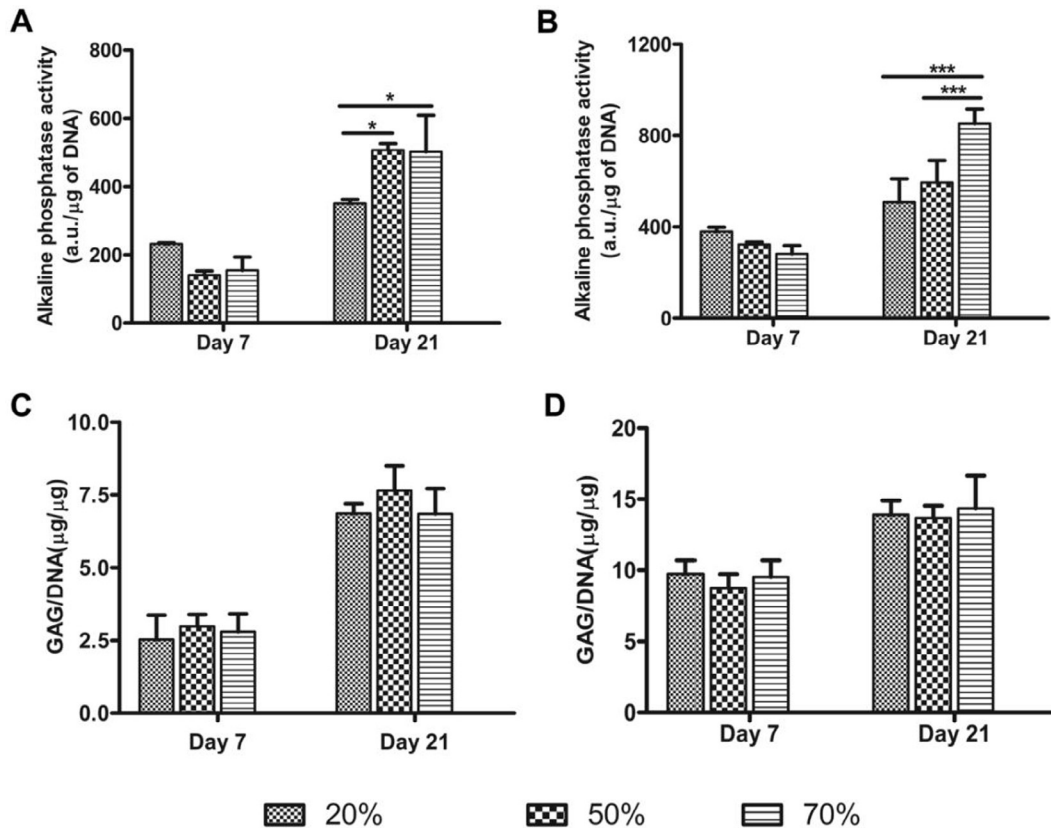 A
Alkaline phosphatase activity
(a.u./µg of DNA)
800
600
400
200
0
*
*
Day 7
Day 21
B
Alkaline phosphatase activity
(a.u./µg of DNA)
1200
800
400
0
***
***
Day 7
Day 21
C
GAG/DNA(µg/µg)
10.0
7.5
5.0
2.5
0.0
Day 7
Day 21
D
GAG/DNA(µg/µg)
20
15
10
5
0
Day 7
Day 21
20%
50%
70%